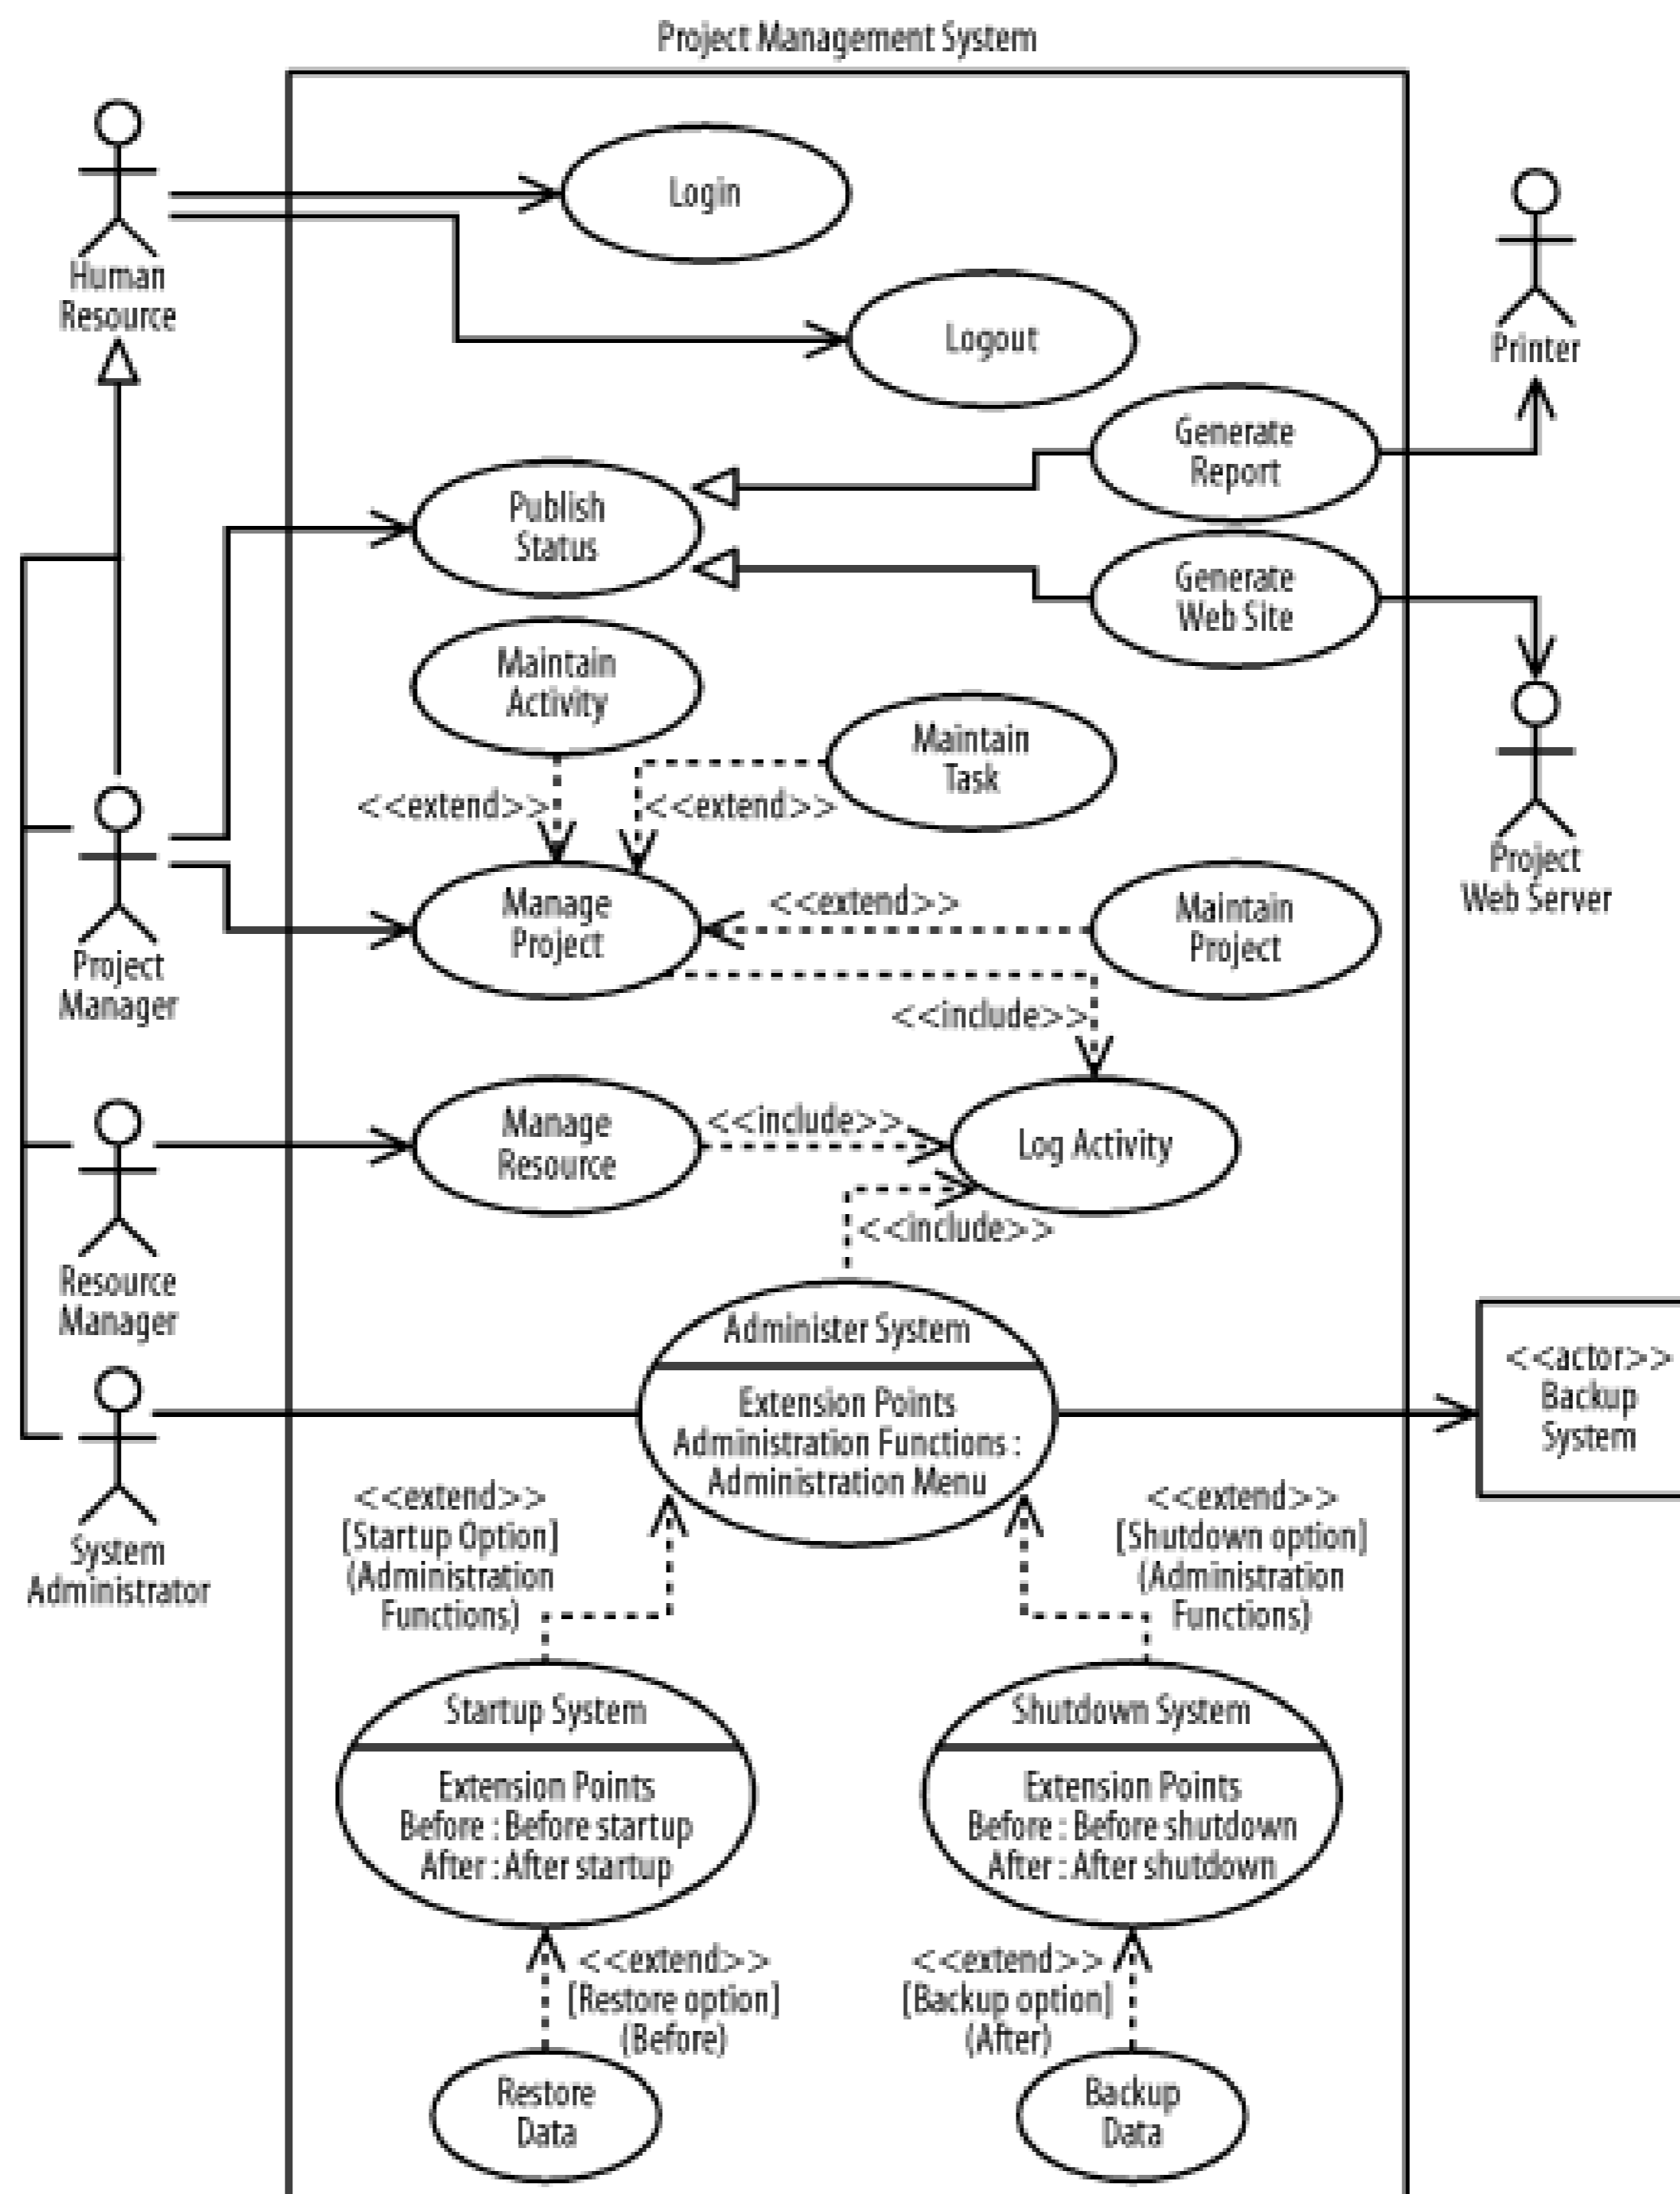 Project Management System
Login
Human
Resource
Logout
Printer
Generate
Report
Publish
Status
Generate
Web Site
Maintain
Activity
Maintain
Task
<<extend>>
<<extend>>
Project
Web Server
Manage
Project
<<extend>>
Maintain
Project
Project
Manager
<<include>>
Manage
Resource
<<include>>
Log Activity
<<include>>
Resource
Manager
Administer System
Extension Points
Administration Functions :
Administration Menu
<<actor>>
Backup
System
System
Administrator
<<extend>>
[Startup Option]
(Administration
Functions)
<<extend>>
[Shutdown option]
(Administration
Functions)
Startup System
Extension Points
Before : Before startup
After : After startup
Shutdown System
Extension Points
Before : Before shutdown
After : After shutdown
<<extend>>
[Restore option]
(Before)
<<extend>>
[Backup option]
(After)
Restore
Data
Backup
Data